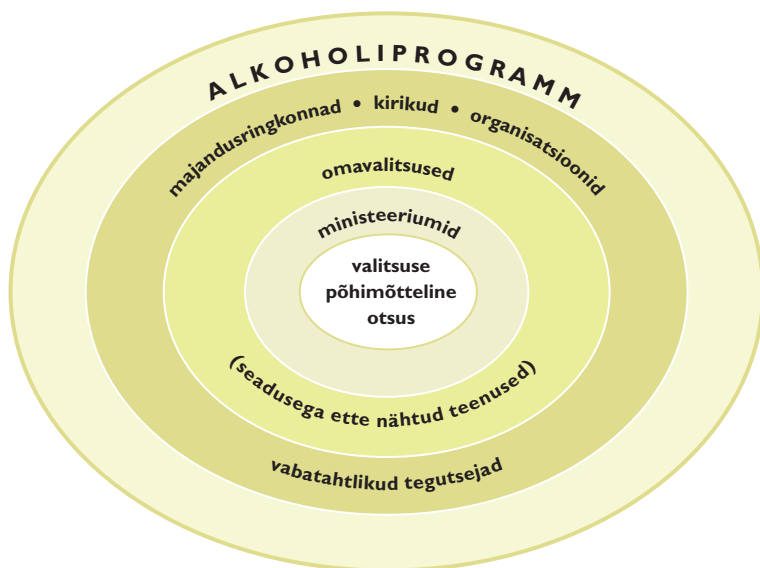 ALKOHOLIPROGRAMM
majandusringkonnad • kirikud • organisatsioonid
omavalitsused
ministeeriumid
valitsuse
põhimõtteline
otsus
(seadusega ette nähtud teenused)
vabatahtlikud tegutsejad